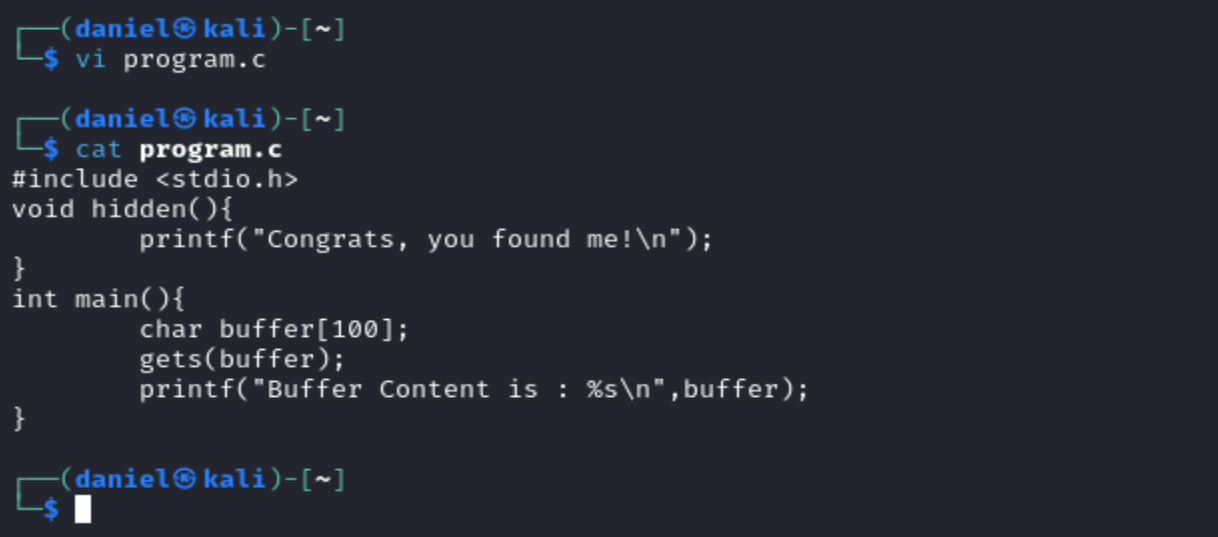 ┌──(daniel㉿kali)-[~]
└─$ vi program.c
┌──(daniel㉿kali)-[~]
└─$ cat program.c
#include <stdio.h>
void hidden(){
        printf("Congrats, you found me!\n");
}
int main(){
        char buffer[100];
        gets(buffer);
        printf("Buffer Content is : %s\n",buffer);
}
┌──(daniel㉿kali)-[~]
└─$